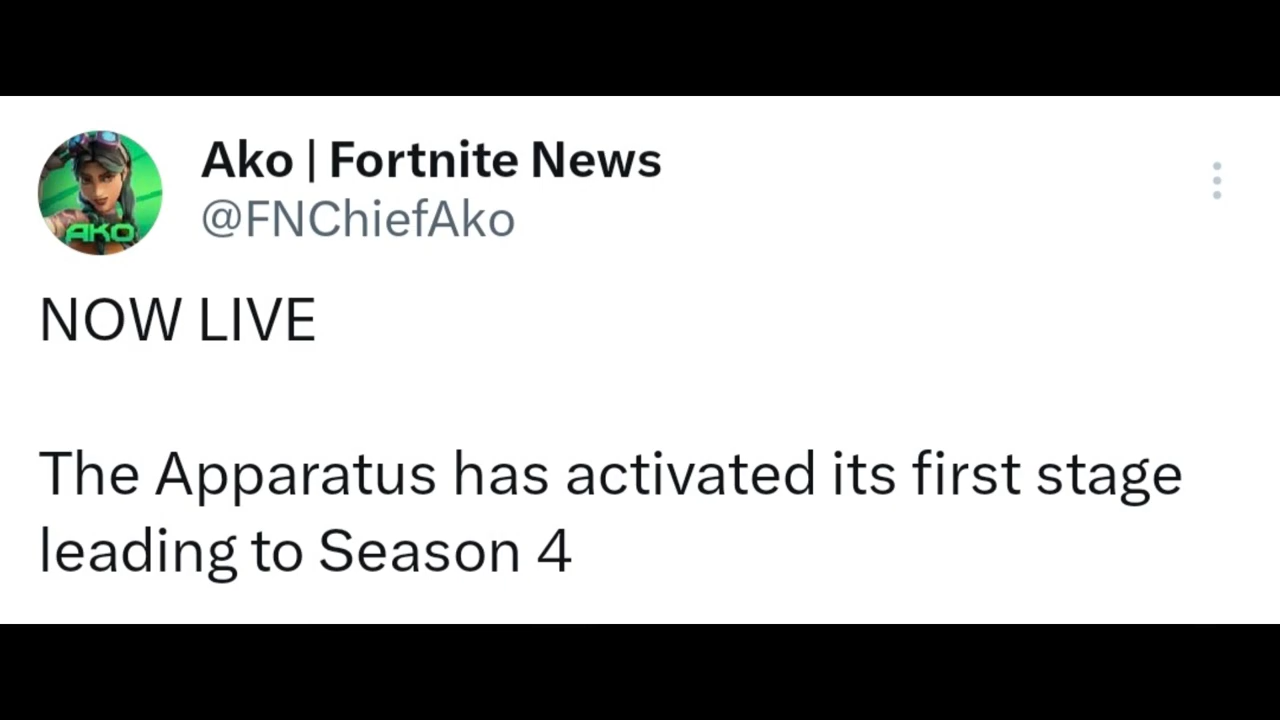 Ako | Fortnite News
@FNChiefAko
AKO
NOW LIVE
The Apparatus has activated its first stage
leading to Season 4